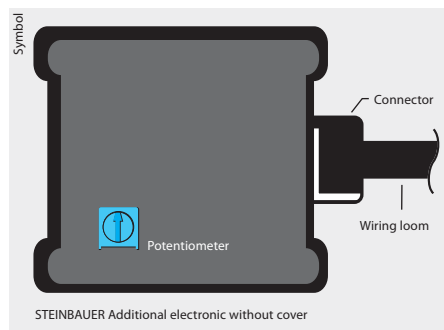 Symbol
Connector
Wiring loom
Potentiometer
STEINBAUER Additional electronic without cover